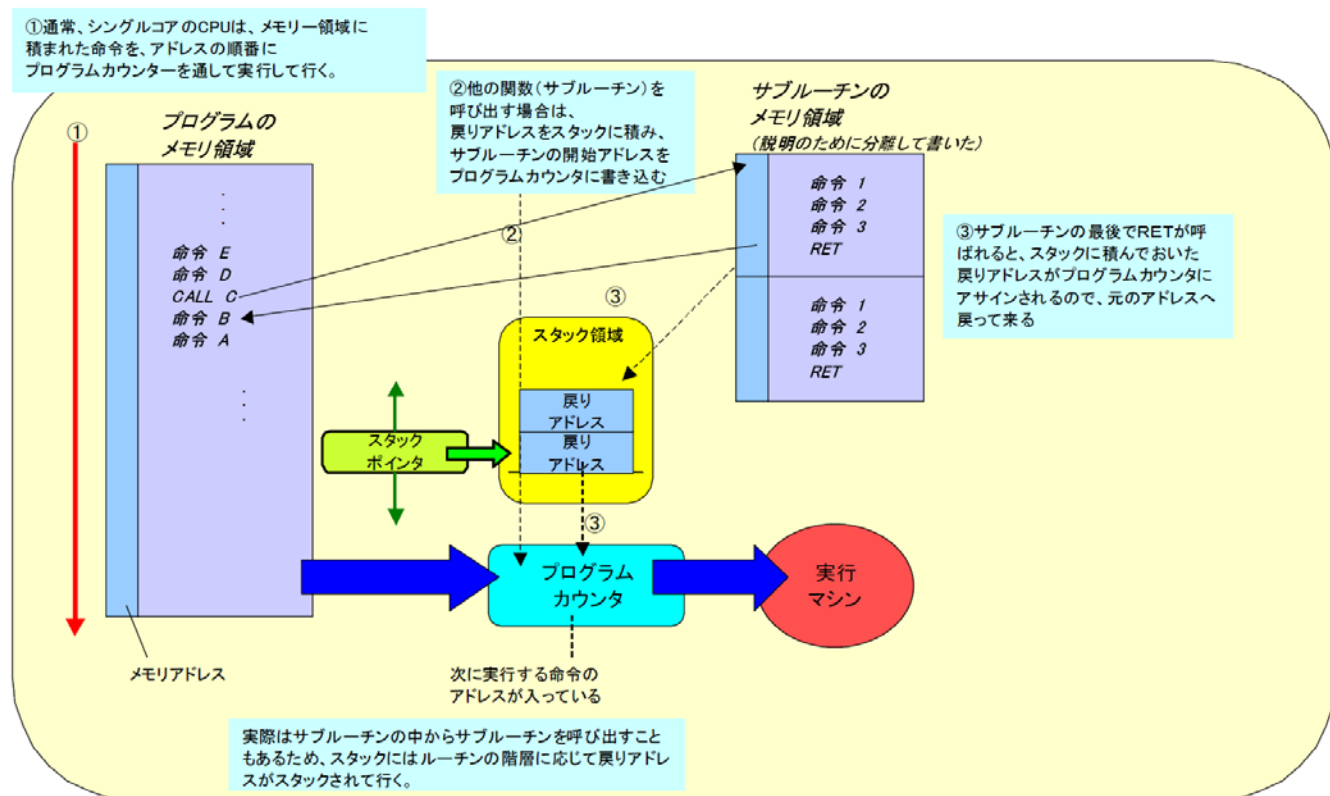 ①通常、シングルコアのCPUは、メモリー領域に
積まれた命令を、アドレスの順番に
プログラムカウンターを通して実行して行く。
①
プログラムの
メモリ領域
.
.
.
命令 E
命令 D
CALL C
命令 B
命令 A
.
.
.
メモリアドレス
②他の関数(サブルーチン)を
呼び出す場合は、
戻りアドレスをスタックに積み、
サブルーチンの開始アドレスを
プログラムカウンタに書き込む
②
サブルーチンの
メモリ領域
(説明のために分離して書いた)
命令 1
命令 2
命令 3
RET
命令 1
命令 2
命令 3
RET
③サブルーチンの最後でRETが呼
ばれると、スタックに積んでおいた
戻りアドレスがプログラムカウンタに
アサインされるので、元のアドレスへ
戻って来る
③
スタック領域
戻り
アドレス
戻り
アドレス
スタック
ポインタ
③
プログラム
カウンタ
実行
マシン
次に実行する命令の
アドレスが入っている
実際はサブルーチンの中からサブルーチンを呼び出すこと
もあるため、スタックにはルーチンの階層に応じて戻りアドレ
スがスタックされて行く。